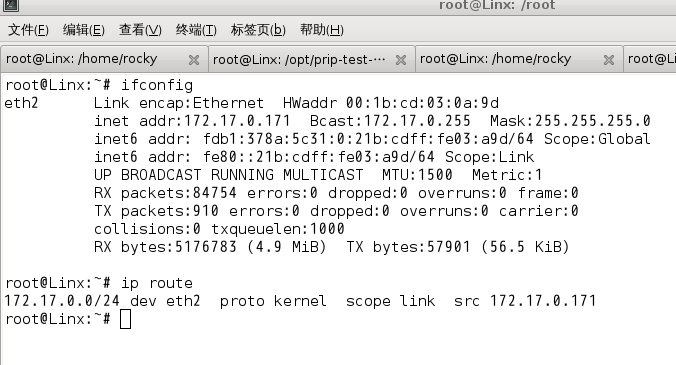 root@Linx: /root
文件(F) 编辑(E) 查看(V) 终端(T) 标签页(b) 帮助(H)
root@Linx: /home/rocky root@Linx: /opt/prip-test-··· root@Linx: /home/rocky root@Lin
root@Linx:~# ifconfig
eth2 Link encap:Ethernet HWaddr 00:1b:cd:03:0a:9d
inet addr:172.17.0.171 Bcast:172.17.0.255 Mask:255.255.255.0
inet6 addr: fdb1:378a:5c31:0:21b:cdff:fe03:a9d/64 Scope:Global
inet6 addr: fe80::21b:cdff:fe03:a9d/64 Scope:Link
UP BROADCAST RUNNING MULTICAST MTU:1500 Metric:1
RX packets:84754 errors:0 dropped:0 overruns:0 frame:0
TX packets:910 errors:0 dropped:0 overruns:0 carrier:0
collisions:0 txqueuelen:1000
RX bytes:5176783 (4.9 MiB) TX bytes:57901 (56.5 KiB)
root@Linx:~# ip route
172.17.0.0/24 dev eth2 proto kernel scope link src 172.17.0.171
root@Linx:~#